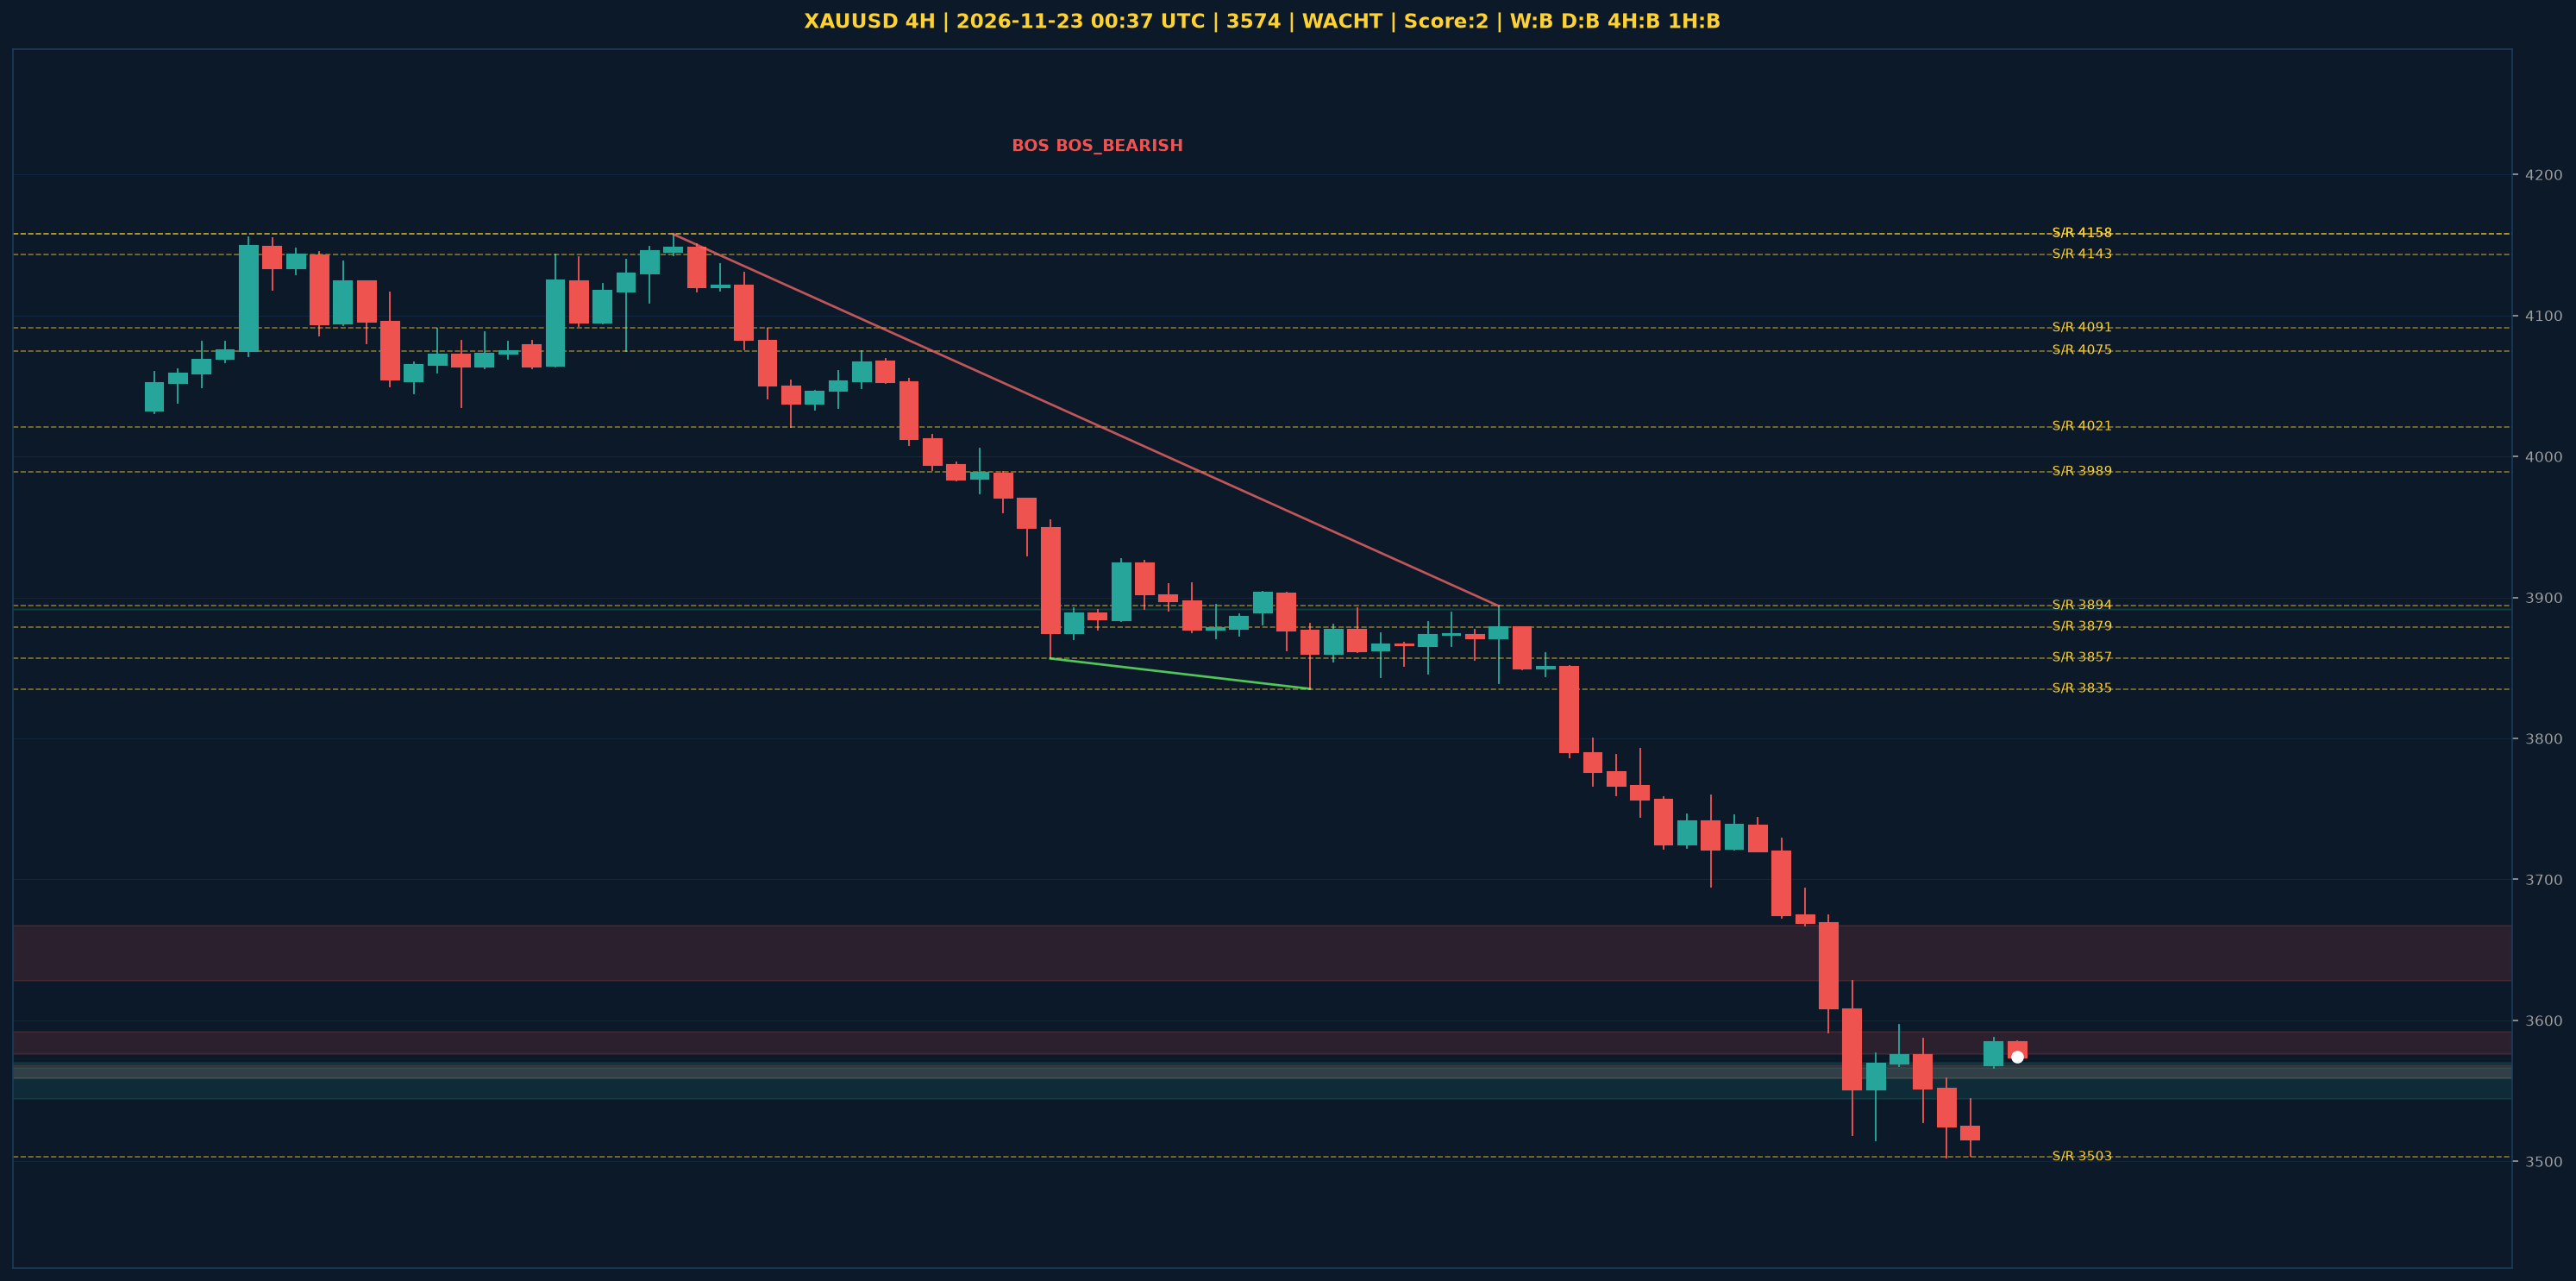 XAUUSD 4H | 2026-11-23 00:37 UTC | 3574 | WACHT | Score:2 | W:B D:B 4H:B 1H:B
BOS BOS_BEARISH
4200
S/R 4158
S/R 4143
S/R 4091
4100
S/R 4075
S/R 4021
4000
S/R 3989
3900
S/R 3894
S/R 3879
S/R 3857
S/R 3835
3800
3700
3600
S/R 3503
3500